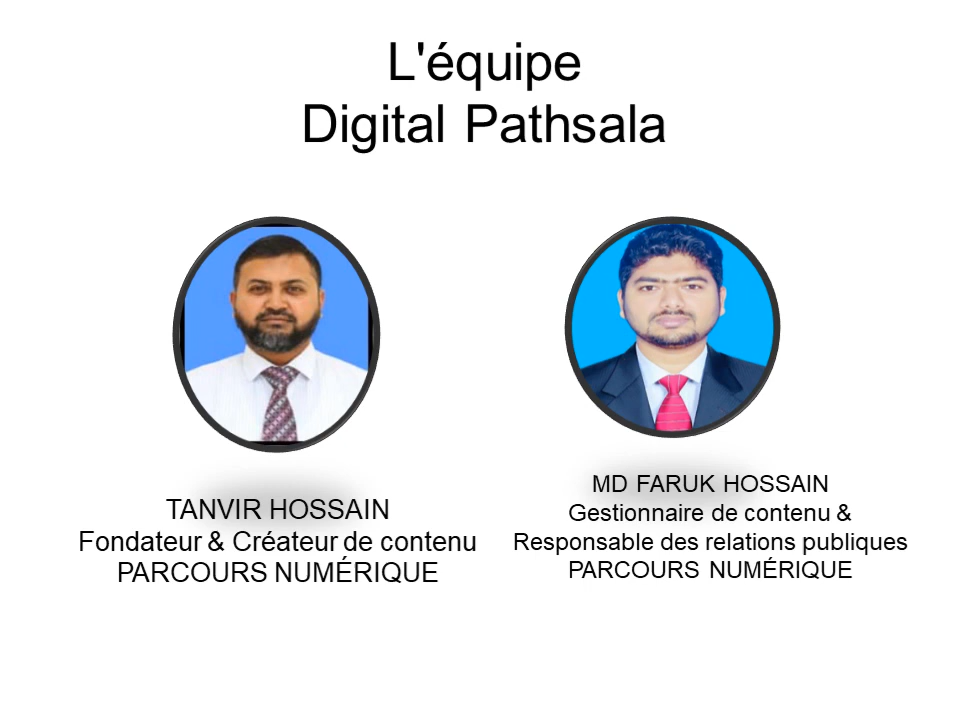 L'équipe
Digital Pathsala
TANVIR HOSSAIN
Fondateur & Créateur de contenu
PARCOURS NUMÉRIQUE
MD FARUK HOSSAIN
Gestionnaire de contenu &
Responsable des relations publiques
PARCOURS NUMÉRIQUE